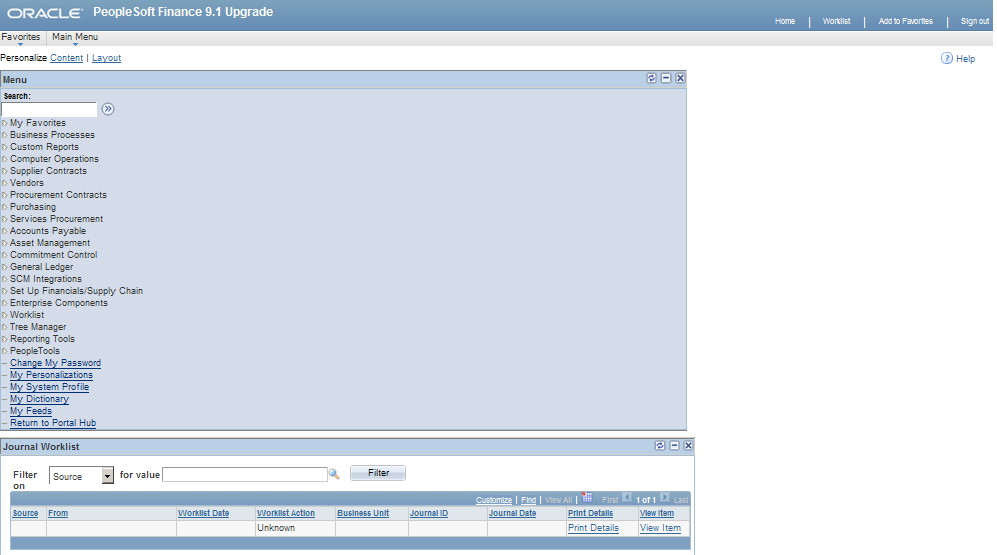 ORACLE® PeopleSoft Finance 9.1 Upgrade
Home | Worklist | Add to Favorites | Sign out
Favorites Main Menu
Personalize Content | Layout
? Help
Menu
Search:
My Favorites
Business Processes
Custom Reports
Computer Operations
Supplier Contracts
Vendors
Procurement Contracts
Purchasing
Services Procurement
Accounts Payable
Asset Management
Commitment Control
General Ledger
SCM Integrations
Set Up Financials/Supply Chain
Enterprise Components
Worklist
Tree Manager
Reporting Tools
PeopleTools
Change My Password
My Personalizations
My System Profile
My Dictionary
My Feeds
Return to Portal Hub
Journal Worklist
Filter on Source for value Filter
Customize | Find | View All | First 1 of 1 Last
Source From Worklist Date Worklist Action Business Unit Journal ID Journal Date Print Details View Item
Unknown Print Details View Item